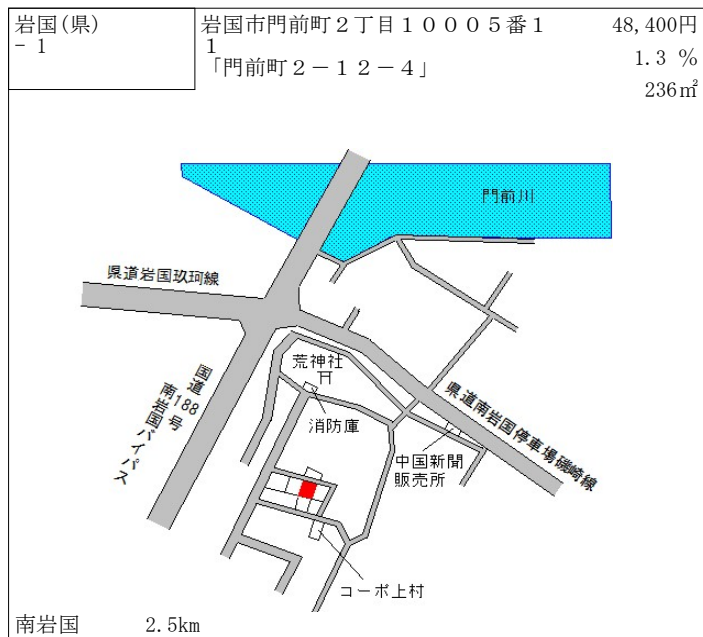 岩国(県)
- 1
岩国市門前町２丁目１０００５番１
１
「門前町２－１２－４」
48,400円
1.3 %
236㎡
門前川
県道岩国玖珂線
国道188号
南岩国バイパス
荒神社
消防庫
県道南岩国停車場磯崎線
中国新聞
販売所
コーポ上村
南岩国 2.5km